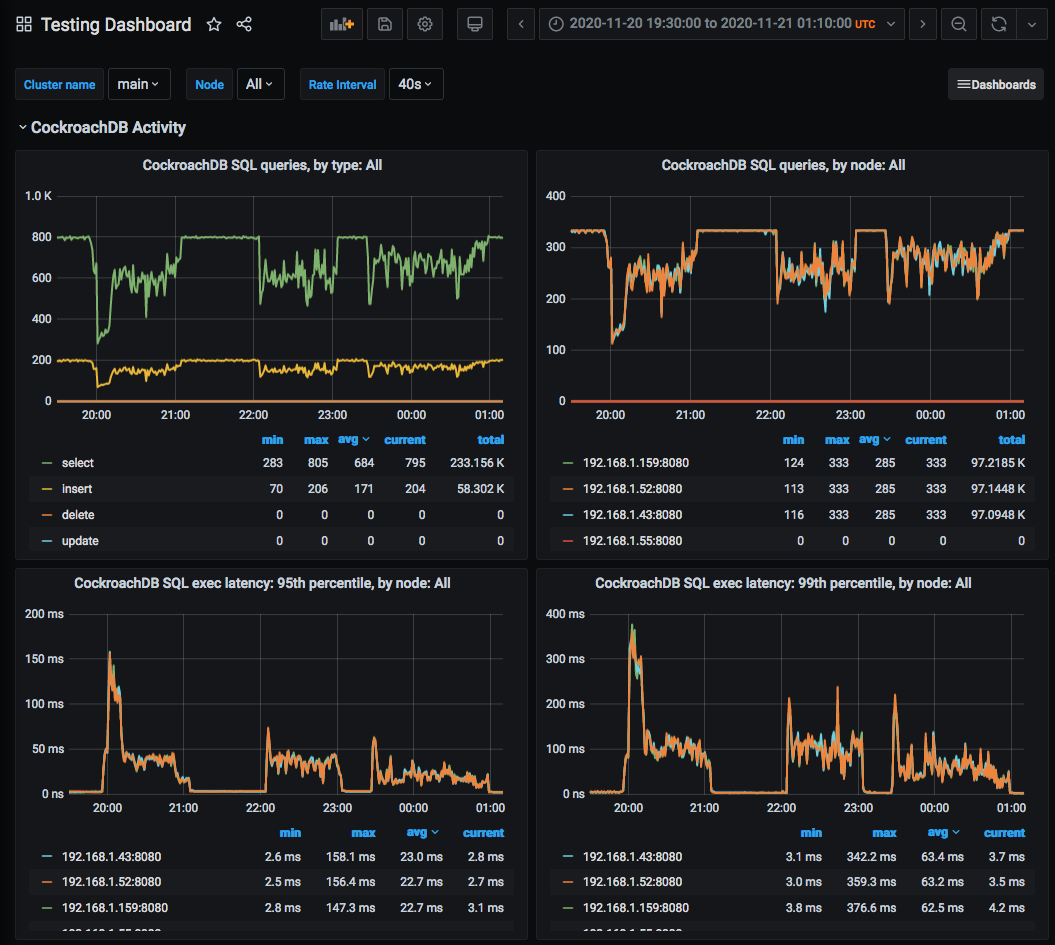 Testing Dashboard 2020-11-20 19:30:00 to 2020-11-21 01:10:00 UTC
Cluster name main Node All Rate Interval 40s Dashboards
CockroachDB Activity
CockroachDB SQL queries, by type: All
1.0 K
800
600
400
200
0
20:00 21:00 22:00 23:00 00:00 01:00
min max avg current total
select 283 805 684 795 233.156 K
insert 70 206 171 204 58.302 K
delete 0 0 0 0 0
update 0 0 0 0 0
CockroachDB SQL queries, by node: All
400
300
200
100
0
20:00 21:00 22:00 23:00 00:00 01:00
min max avg current total
192.168.1.159:8080 124 333 285 333 97.2185 K
192.168.1.52:8080 113 333 285 333 97.1448 K
192.168.1.43:8080 116 333 285 333 97.0948 K
192.168.1.55:8080 0 0 0 0 0
CockroachDB SQL exec latency: 95th percentile, by node: All
200 ms
150 ms
100 ms
50 ms
0 ns
20:00 21:00 22:00 23:00 00:00 01:00
min max avg current
192.168.1.43:8080 2.6 ms 158.1 ms 23.0 ms 2.8 ms
192.168.1.52:8080 2.5 ms 156.4 ms 22.7 ms 2.7 ms
192.168.1.159:8080 2.8 ms 147.3 ms 22.7 ms 3.1 ms
CockroachDB SQL exec latency: 99th percentile, by node: All
400 ms
300 ms
200 ms
100 ms
0 ns
20:00 21:00 22:00 23:00 00:00 01:00
min max avg current
192.168.1.43:8080 3.1 ms 342.2 ms 63.4 ms 3.7 ms
192.168.1.52:8080 3.0 ms 359.3 ms 63.2 ms 3.5 ms
192.168.1.159:8080 3.8 ms 376.6 ms 62.5 ms 4.2 ms